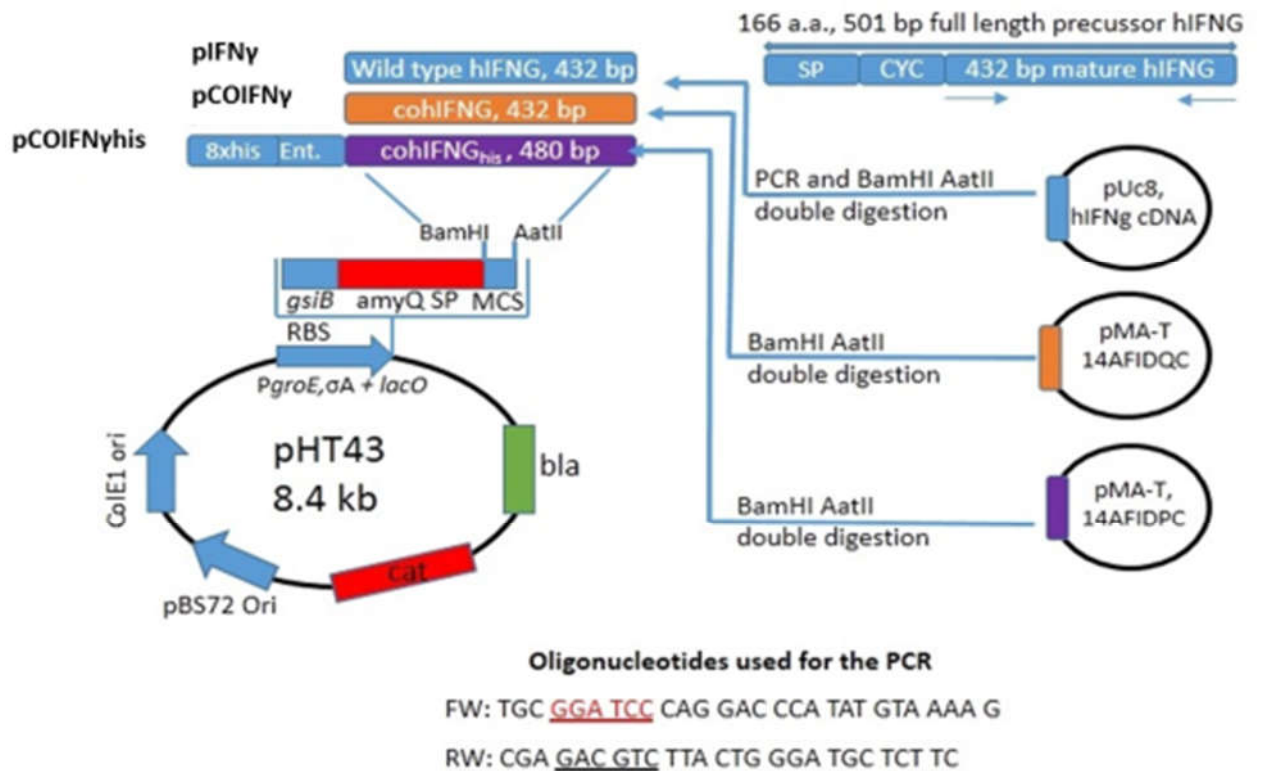 166 a.a., 501 bp full length precussor hIFNG
pIFNγ
Wild type hIFNG, 432 bp
SP CYC 432 bp mature hIFNG
pCOIFNγ
cohIFNG, 432 bp
pCOIFNγhis
8xhis Ent. cohIFNGhis, 480 bp
PCR and BamHI AatII
double digestion
pUc8,
hIFNg cDNA
BamHI AatII
gsiB amyQ SP MCS
RBS
PgroE,σA + lacO
BamHI AatII
double digestion
pMA-T
14AFIDQC
ColE1 ori
pHT43
8.4 kb
bla
cat
pBS72 Ori
BamHI AatII
double digestion
pMA-T,
14AFIDPC
Oligonucleotides used for the PCR
FW: TGC GGA TCC CAG GAC CCA TAT GTA AAA G
RW: CGA GAC GTC TTA CTG GGA TGC TCT TC